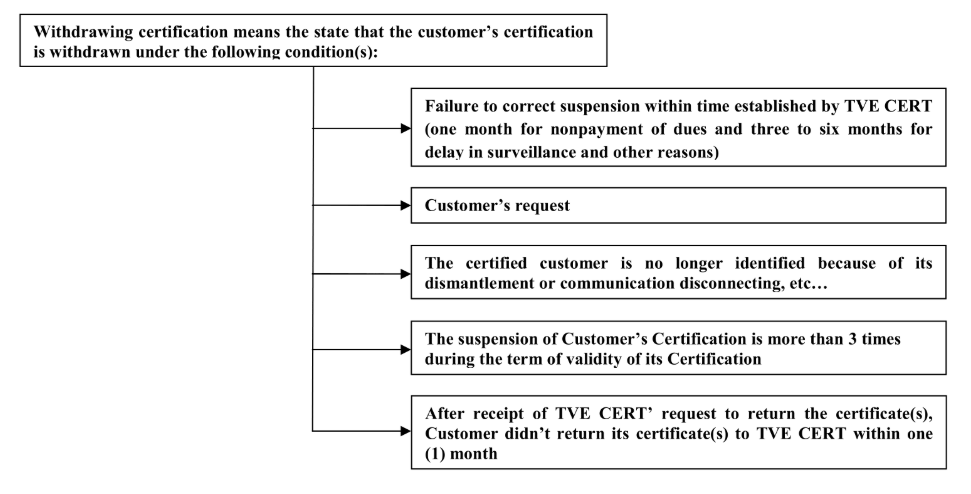 Withdrawing certification means the state that the customer’s certification
is withdrawn under the following condition(s):
Failure to correct suspension within time established by TVE CERT
(one month for nonpayment of dues and three to six months for
delay in surveillance and other reasons)
Customer’s request
The certified customer is no longer identified because of its
dismantlement or communication disconnecting, etc…
The suspension of Customer’s Certification is more than 3 times
during the term of validity of its Certification
After receipt of TVE CERT’ request to return the certificate(s),
Customer didn’t return its certificate(s) to TVE CERT within one
(1) month